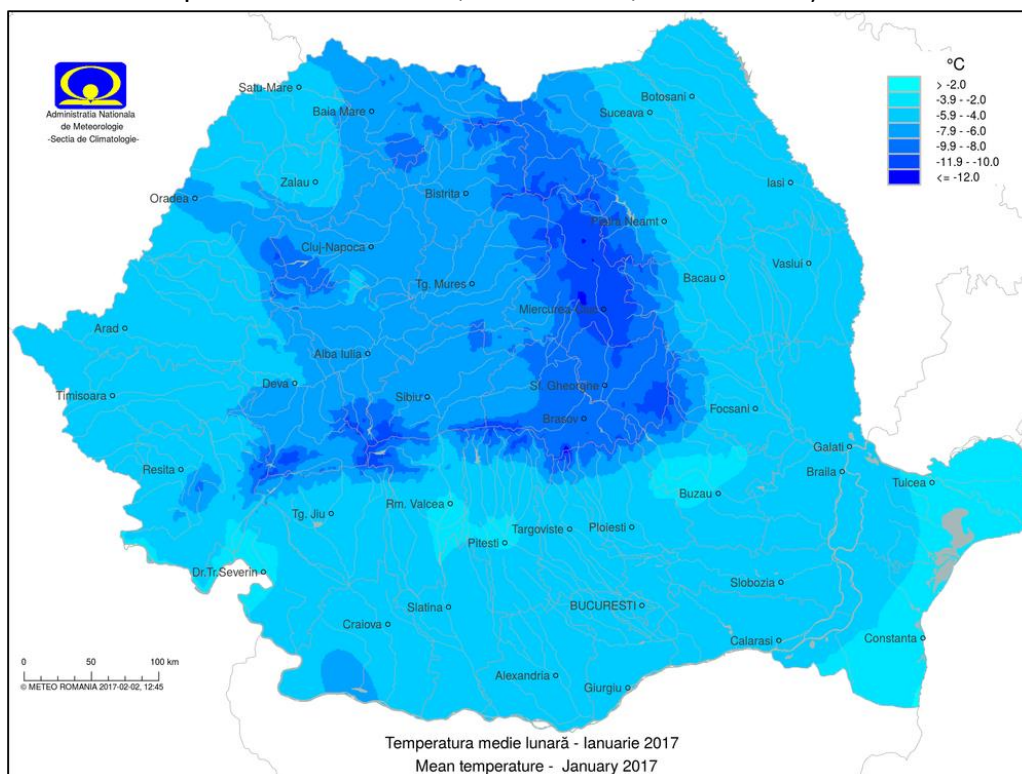 Administratia Nationala
de Meteorologie
-Sectia de Climatologie-
°C
> -2.0
-3.9 - -2.0
-5.9 - -4.0
-7.9 - -6.0
-9.9 - -8.0
-11.9 - -10.0
<= -12.0
Satu-Mare
Baia Mare
Botosani
Suceava
Zalau
Bistrita
Iasi
Oradea
Piatra Neamt
Cluj-Napoca
Vaslui
Bacau
Tg. Mures
Miercurea-Ciuc
Arad
Alba Iulia
Deva
Sf. Gheorghe
Timisoara
Sibiu
Focsani
Brasov
Galati
Resita
Braila
Tulcea
Buzau
Rm. Valcea
Tg. Jiu
Targoviste
Ploiesti
Pitesti
Dr.Tr.Severin
Slobozia
Slatina
BUCURESTI
Craiova
Calarasi
Constanta
Alexandria
Giurgiu
0 50 100 km
© METEO ROMANIA 2017-02-02, 12:45
Temperatura medie lunară - Ianuarie 2017
Mean temperature - January 2017